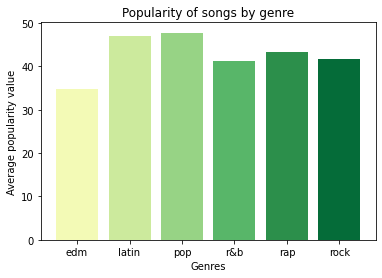 Popularity of songs by genre
Average popularity value
50
40
30
20
10
0
edm latin pop r&b rap rock
Genres